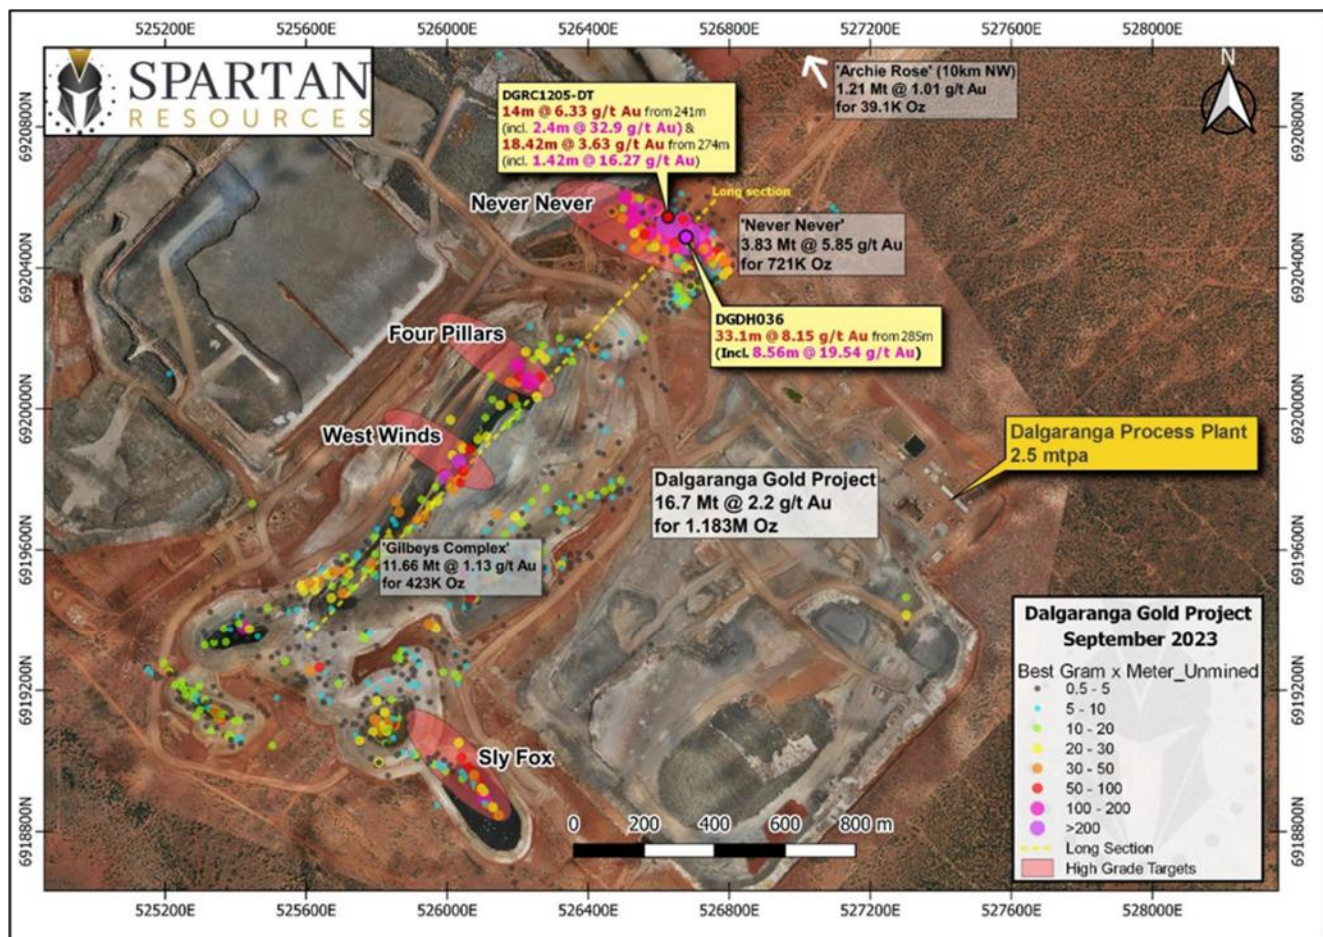 525200E 525600E 526000E 526400E 526800E 527200E 527600E 528000E
SPARTAN
RESOURCES
DGRC1205-DT
14m @ 6.33 g/t Au from 241m
(incl. 2.4m @ 32.9 g/t Au) &
18.42m @ 3.63 g/t Au from 274m
(incl. 1.42m @ 16.27 g/t Au)
'Archie Rose' (10km NW)
1.21 Mt @ 1.01 g/t Au
for 39.1K Oz
N
6920800N
6920800N
Long section
Never Never
'Never Never'
3.83 Mt @ 5.85 g/t Au
for 721K Oz
6920400N
6920400N
DGDH036
33.1m @ 8.15 g/t Au from 285m
(Incl. 8.56m @ 19.54 g/t Au)
Four Pillars
6920000N
6920000N
West Winds
Dalgaranga Process Plant
2.5 mtpa
Dalgaranga Gold Project
16.7 Mt @ 2.2 g/t Au
for 1.183M Oz
'Gilbeys Complex'
11.66 Mt @ 1.13 g/t Au
for 423K Oz
6919600N
6919600N
6919200N
6919200N
Sly Fox
6918800N
6918800N
0 200 400 600 800 m
Dalgaranga Gold Project
September 2023
Best Gram x Meter_Unmined
0.5 - 5
5 - 10
10 - 20
20 - 30
30 - 50
50 - 100
100 - 200
>200
Long Section
High Grade Targets
525200E 525600E 526000E 526400E 526800E 527200E 527600E 528000E